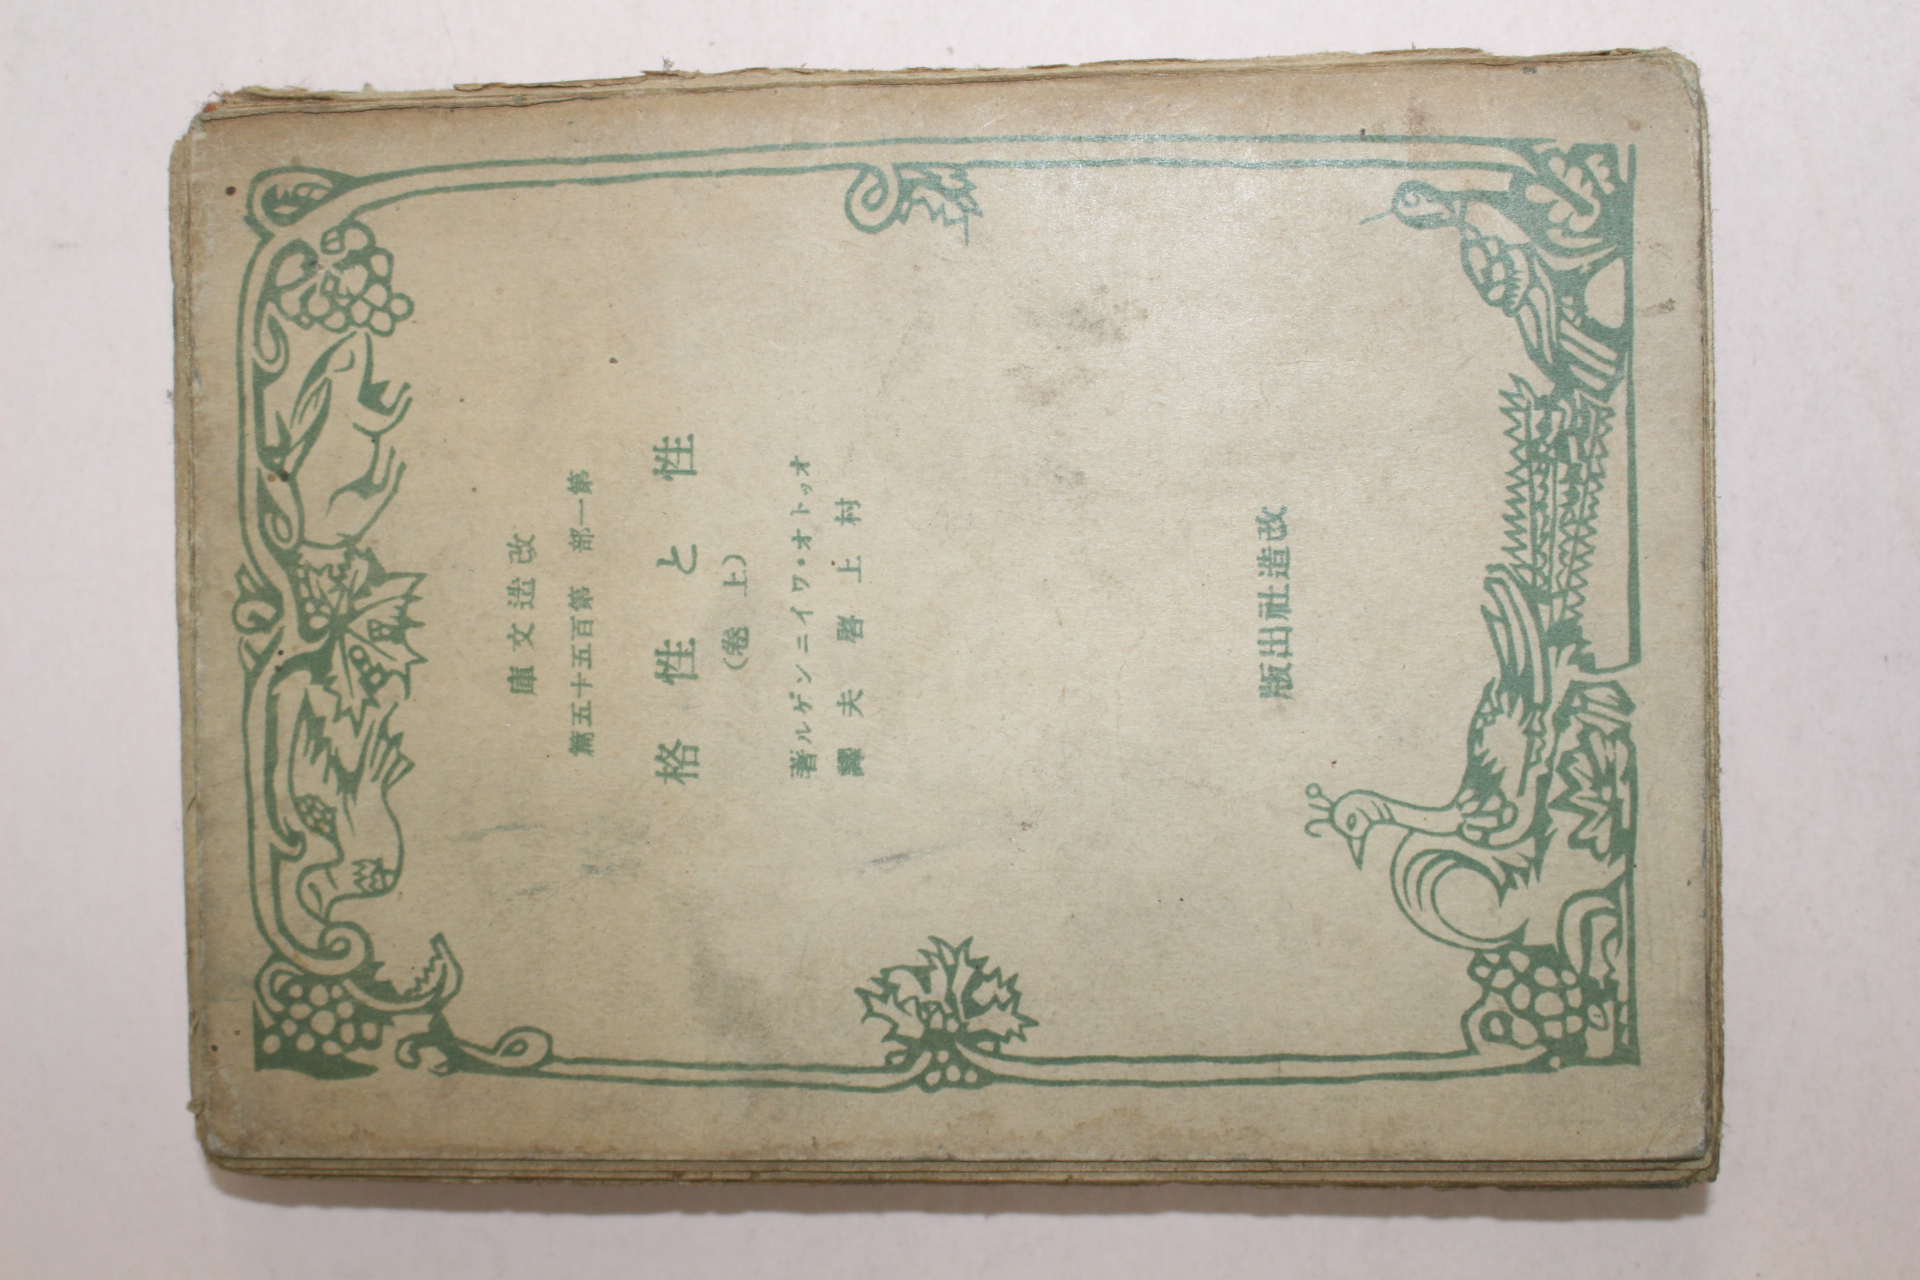 改造文庫
第一部 第百五十五篇
性と性格
(上卷)
オットオ・ワイニンゲル著
村上啓夫譯
改造社出版